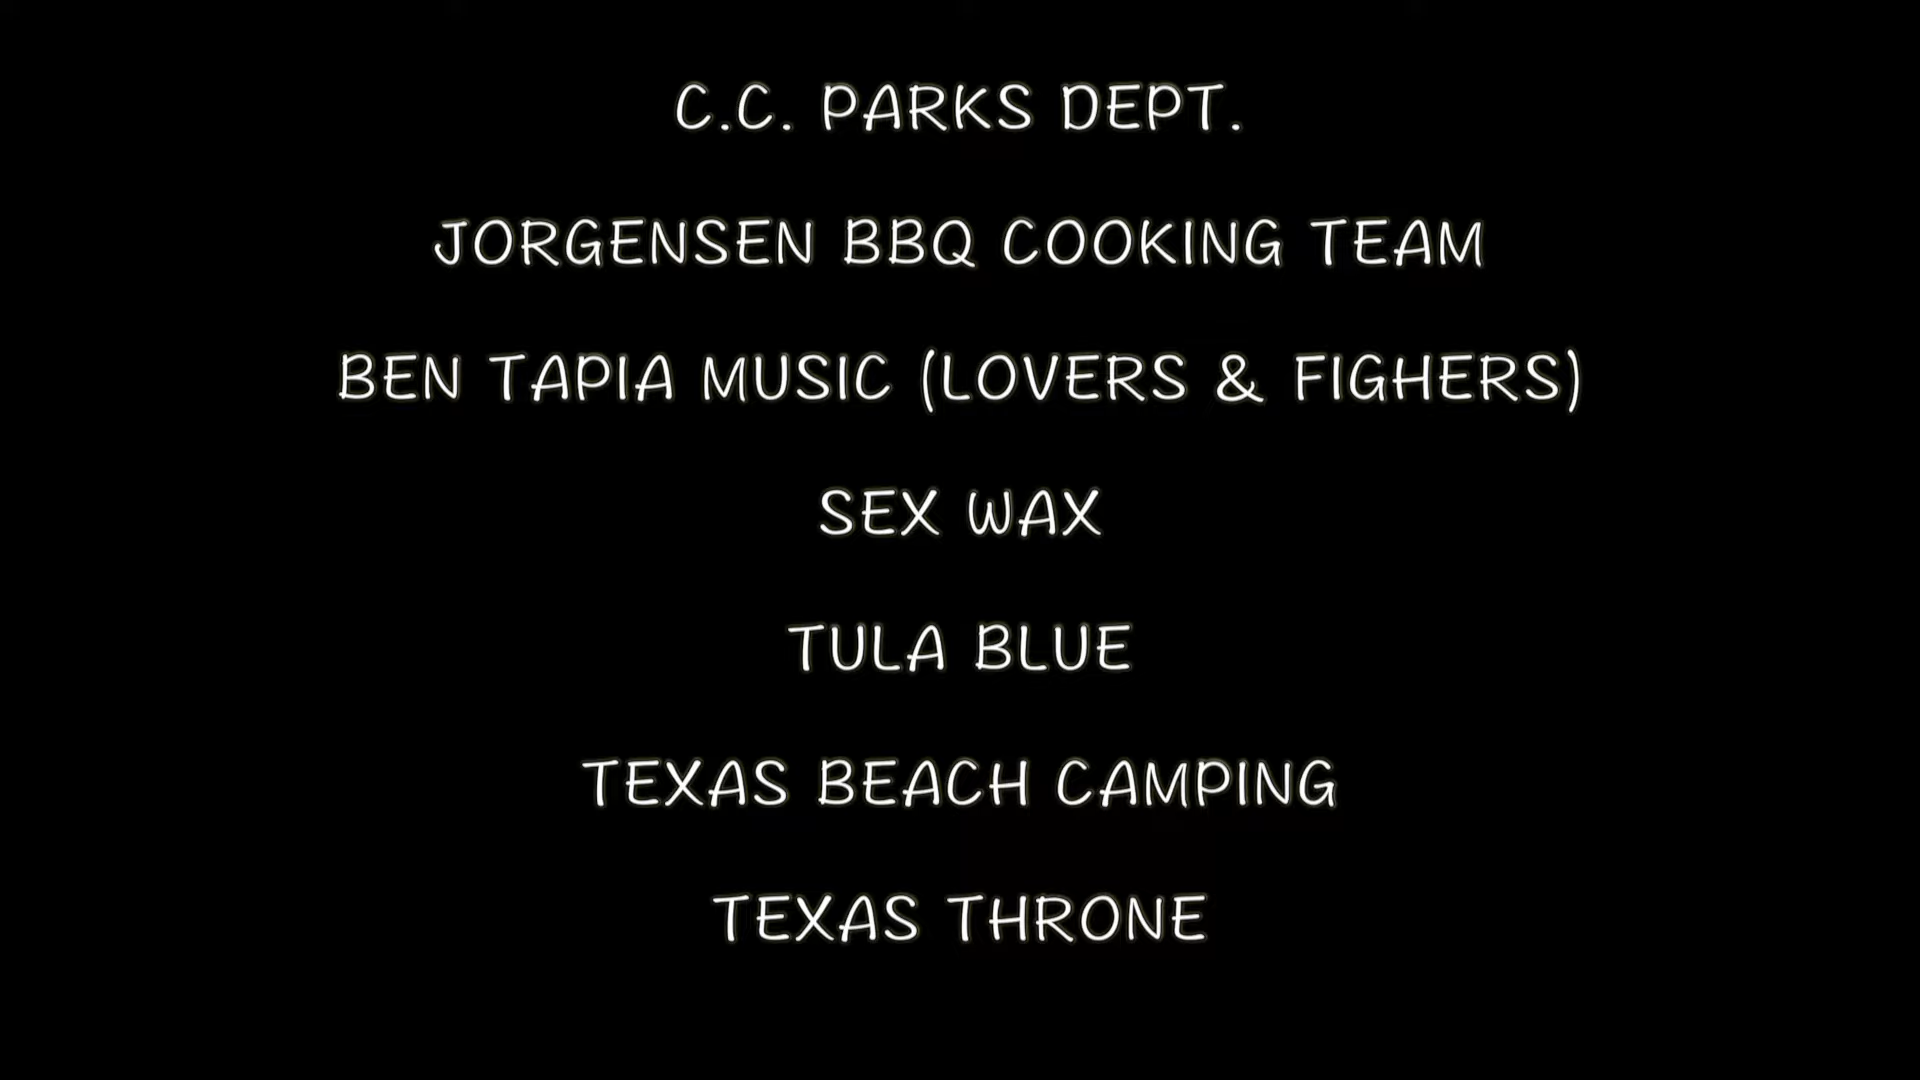 C.C. PARKS DEPT.
JORGENSEN BBQ COOKING TEAM
BEN TAPIA MUSIC (LOVERS & FIGHERS)
SEX WAX
TULA BLUE
TEXAS BEACH CAMPING
TEXAS THRONE